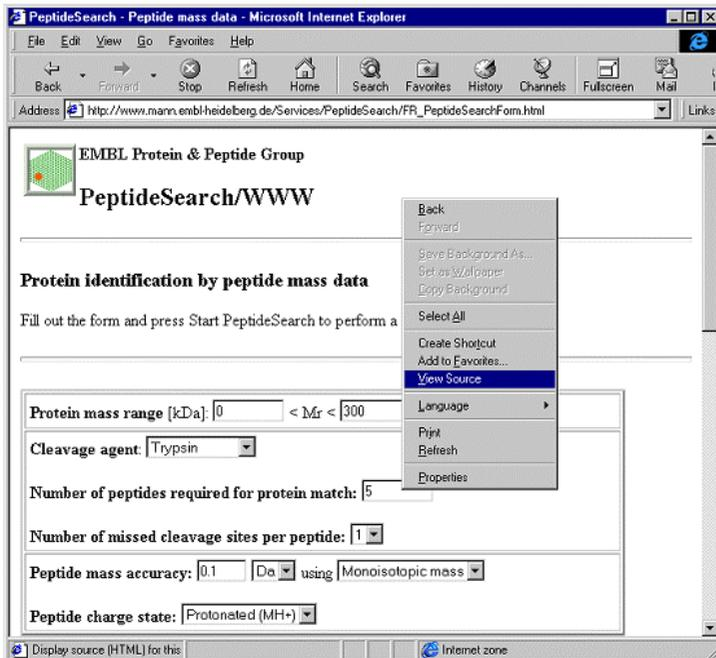 PeptideSearch - Peptide mass data - Microsoft Internet Explorer
File Edit View Go Favorites Help
Back Forward Stop Refresh Home Search Favorites History Channels Fullscreen Mail
Address http://www.mann.embl-heidelberg.de/Services/PeptideSearch/FR_PeptideSearchForm.html Links
EMBL Protein & Peptide Group
PeptideSearch/WWW
Protein identification by peptide mass data
Fill out the form and press Start PeptideSearch to perform a
Back
Forward
Save Background As...
Set as Wallpaper
Copy Background
Select All
Create Shortcut
Add to Favorites...
View Source
Language
Print
Refresh
Properties
Protein mass range [kDa]: 0 < Mr < 300
Cleavage agent: Trypsin
Number of peptides required for protein match: 5
Number of missed cleavage sites per peptide: 1
Peptide mass accuracy: 0.1 Da using Monoisotopic mass
Peptide charge state: Protonated (MH+)
Display source (HTML) for this Internet zone